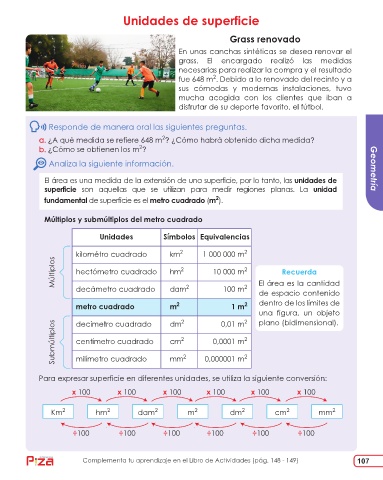 Unidades de superficie
Grass renovado
En unas canchas sintéticas se desea renovar el
grass. El encargado realizó las medidas
necesarias para realizar la compra y el resultado
fue 648 m². Debido a lo renovado del recinto y a
sus cómodas y modernas instalaciones, tuvo
mucha acogida con los clientes que iban a
disfrutar de su deporte favorito, el fútbol.
Responde de manera oral las siguientes preguntas.
a. ¿A qué medida se refiere 648 m²? ¿Cómo habrá obtenido dicha medida?
b. ¿Cómo se obtienen los m²?
Analiza la siguiente información.
El área es una medida de la extensión de una superficie, por lo tanto, las unidades de
superficie son aquellas que se utilizan para medir regiones planas. La unidad
fundamental de superficie es el metro cuadrado (m²).
Geometría
Múltiplos y submúltiplos del metro cuadrado
Unidades Símbolos Equivalencias
Múltiplos
kilométro cuadrado km² 1 000 000 m²
hectómetro cuadrado hm² 10 000 m²
decámetro cuadrado dam² 100 m²
metro cuadrado m² 1 m²
Submúltiplos
decímetro cuadrado dm² 0,01 m²
centímetro cuadrado cm² 0,0001 m²
milímetro cuadrado mm² 0,000001 m²
Recuerda
El área es la cantidad
de espacio contenido
dentro de los límites de
una figura, un objeto
plano (bidimensional).
Para expresar superficie en diferentes unidades, se utiliza la siguiente conversión:
x 100 x 100 x 100 x 100 x 100 x 100
Km² hm² dam² m² dm² cm² mm²
÷100 ÷100 ÷100 ÷100 ÷100 ÷100
Piza
Complementa tu aprendizaje en el Libro de Actividades (pág. 148 - 149)
107